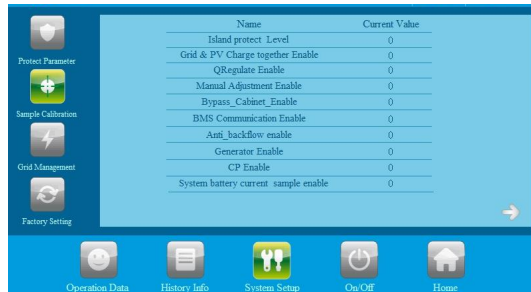 Name Current Value
Island protect Level 0
Grid & PV Charge together Enable 0
QRegulate Enable 0
Manual Adjustment Enable 0
Bypass_Cabinet_Enable 0
BMS Communication Enable 0
Anti_backflow enable 0
Generator Enable 0
CP Enable 0
System battery current sample enable 0
Protect Parameter
Sample Calibration
Grid Management
Factory Setting
Operation Data History Info System Setup On/Off Home